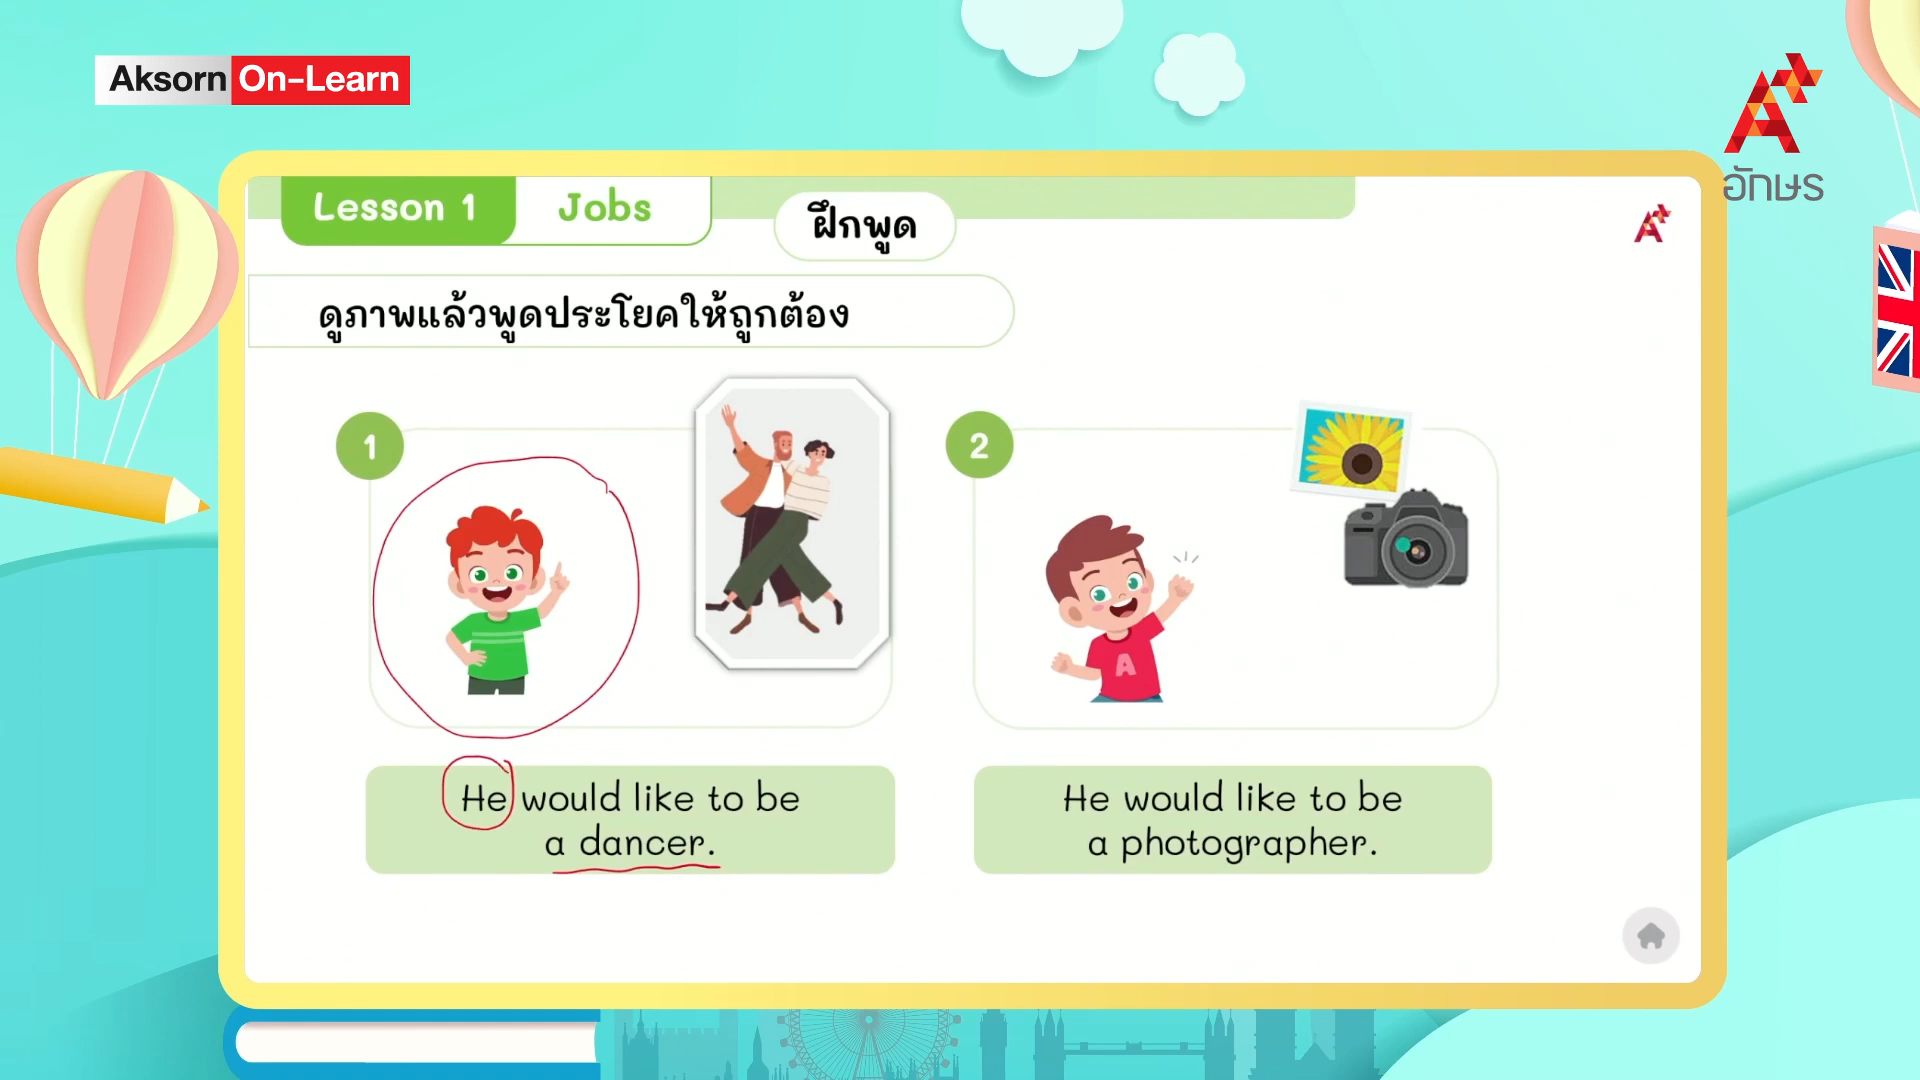 Aksorn On-Learn
อักษร
Lesson 1 Jobs
ฝึกพูด
ดูภาพแล้วพูดประโยคให้ถูกต้อง
1
2
A
He would like to be
a dancer.
He would like to be
a photographer.